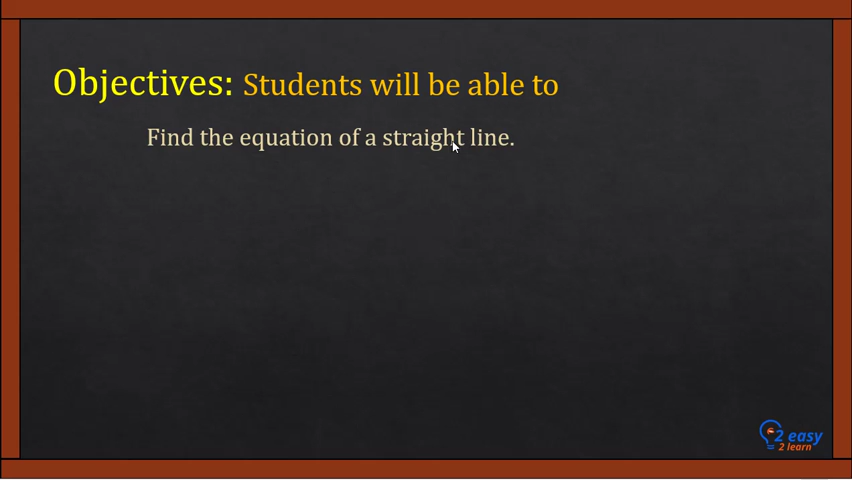 Objectives: Students will be able to
Find the equation of a straight line.
2 easy
2 learn